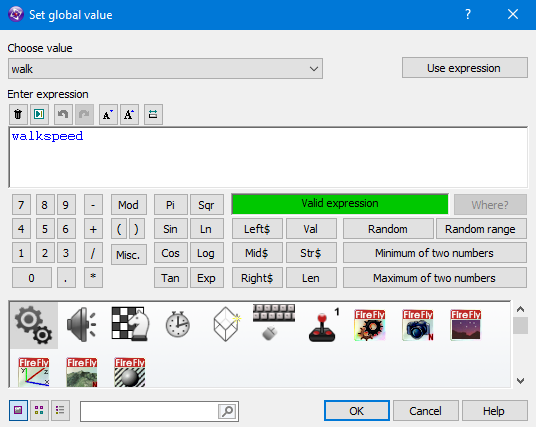 Set global value
?
Choose value
walk
Use expression
Enter expression
A A
walkspeed
7 8 9 - Mod Pi Sqr Valid expression Where?
4 5 6 + ( ) Sin Ln Left$ Val Random Random range
1 2 3 / Misc. Cos Log Mid$ Str$ Minimum of two numbers
0 . * Tan Exp Right$ Len Maximum of two numbers
1 FireFly FireFly N FireFly
FireFly Z Y X FireFly N FireFly
OK Cancel Help